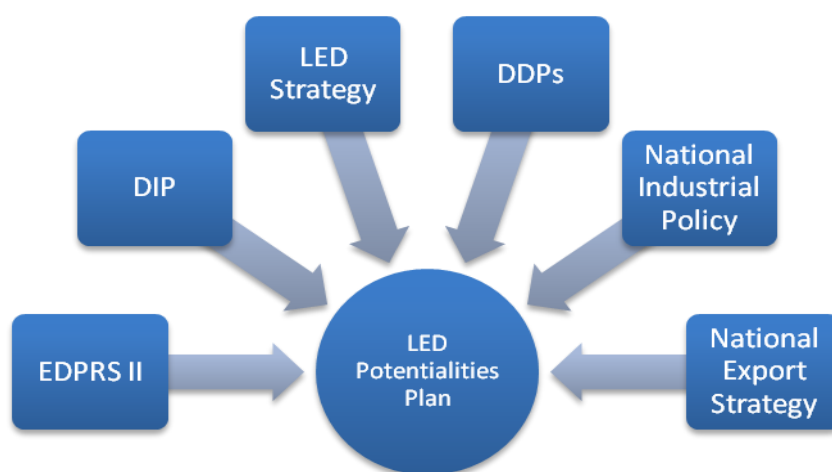 LED
Strategy
DDPs
DIP
National
Industrial
Policy
EDPRS II
LED
Potentialities
Plan
National
Export
Strategy